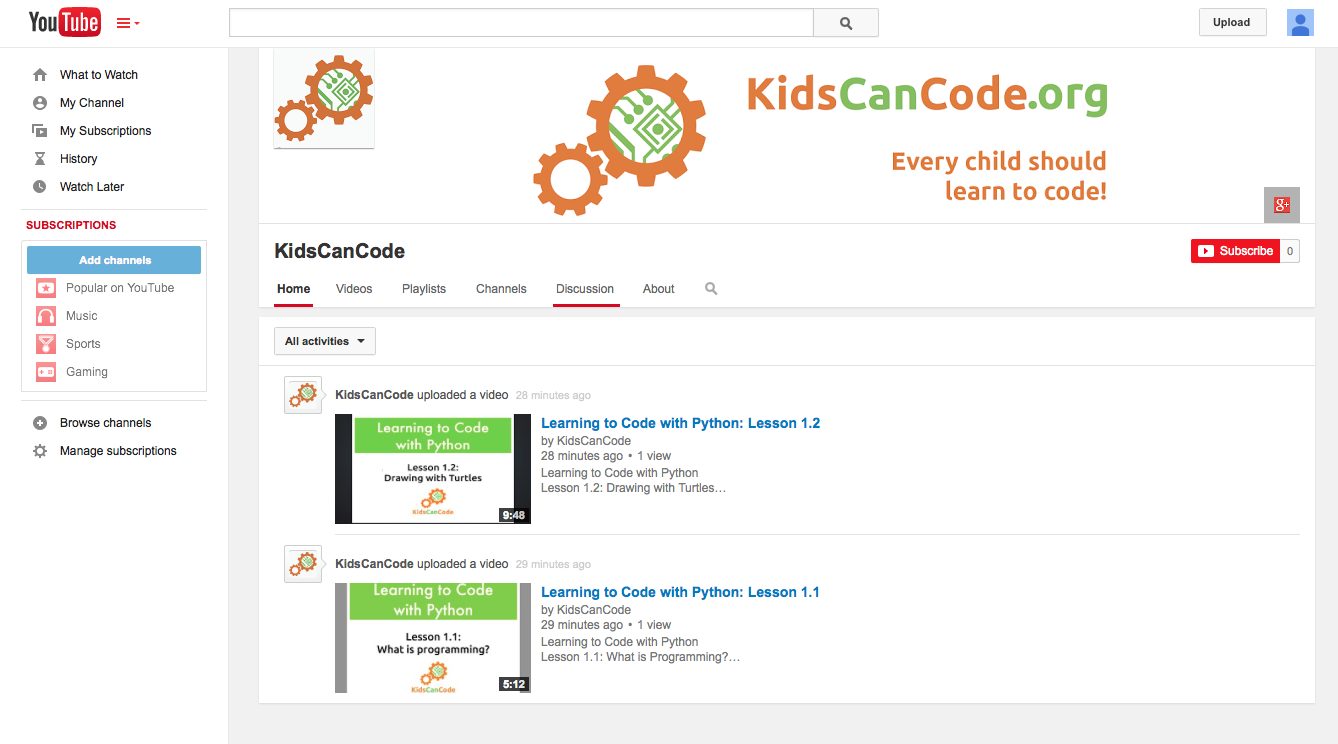 YouTube
Upload
What to Watch
My Channel
My Subscriptions
History
Watch Later
SUBSCRIPTIONS
Add channels
Popular on YouTube
Music
Sports
Gaming
Browse channels
Manage subscriptions
KidsCanCode.org
Every child should
learn to code!
g+
KidsCanCode
Subscribe 0
Home Videos Playlists Channels Discussion About
All activities
KidsCanCode uploaded a video 28 minutes ago
Learning to Code
with Python
Lesson 1.2:
Drawing with Turtles
KidsCanCode
9:48
Learning to Code with Python: Lesson 1.2
by KidsCanCode
28 minutes ago • 1 view
Learning to Code with Python
Lesson 1.2: Drawing with Turtles…
KidsCanCode uploaded a video 29 minutes ago
Learning to Code
with Python
Lesson 1.1:
What is programming?
KidsCanCode
5:12
Learning to Code with Python: Lesson 1.1
by KidsCanCode
29 minutes ago • 1 view
Learning to Code with Python
Lesson 1.1: What is Programming?…